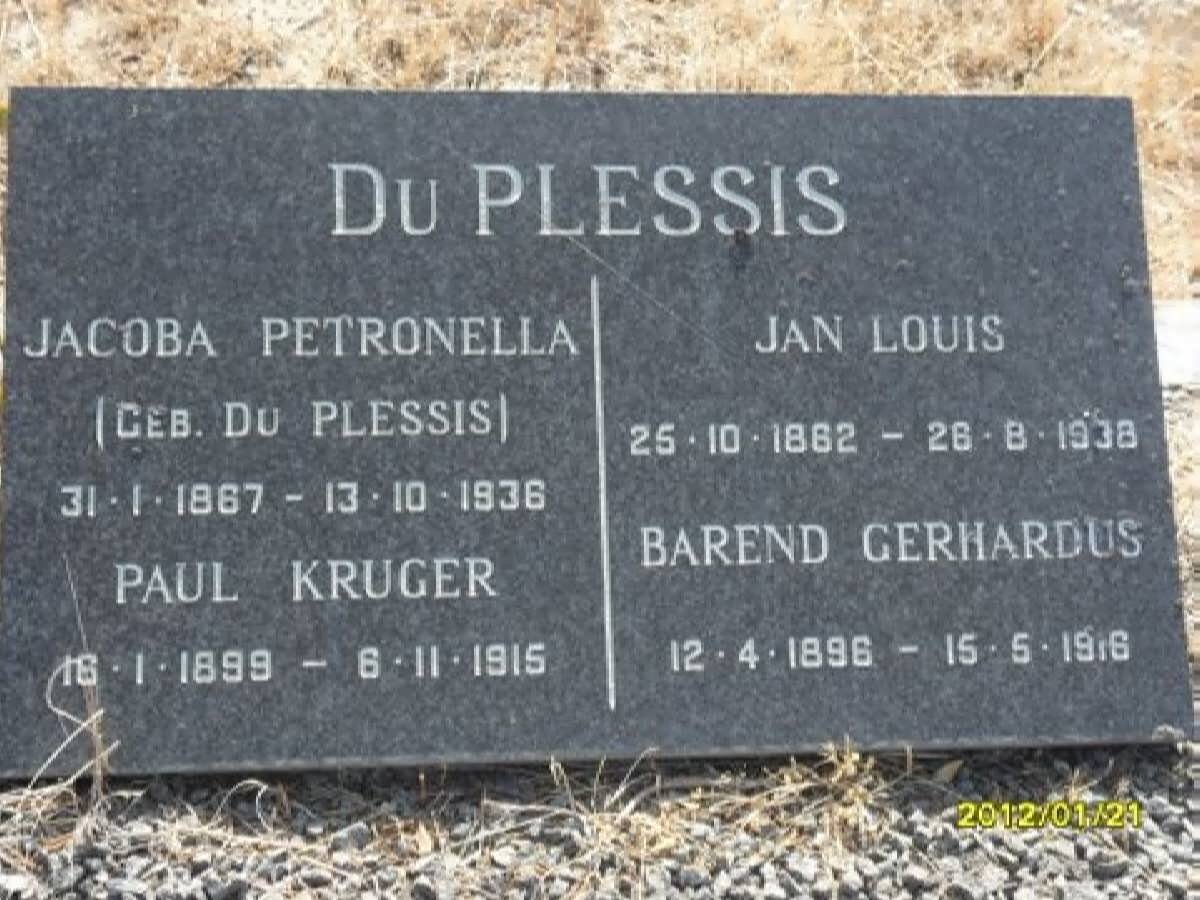 DU PLESSIS
JACOBA PETRONELLA
(GEB. DU PLESSIS)
31·1·1867 – 13·10·1936
PAUL KRUGER
16·1·1899 – 6·11·1915
JAN LOUIS
25·10·1862 – 26·8·1938
BAREND GERHARDUS
12·4·1896 – 15·5·1916
2012/01/21